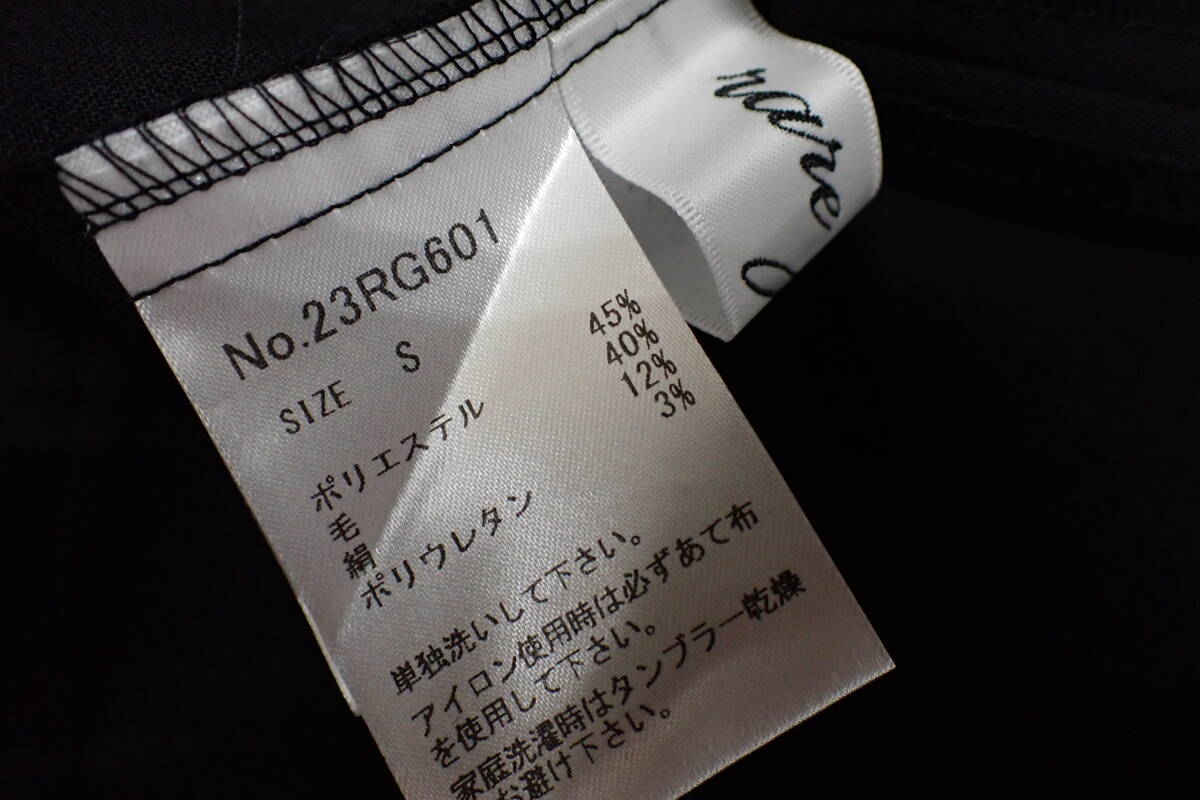 rare
No.23RG601
SIZE S
ポリエステル 45%
毛 40%
絹 12%
ポリウレタン 3%
単独洗いして下さい。
アイロン使用時は必ずあて布
を使用して下さい。
家庭洗濯時はタンブラー乾燥
お避け下さい。